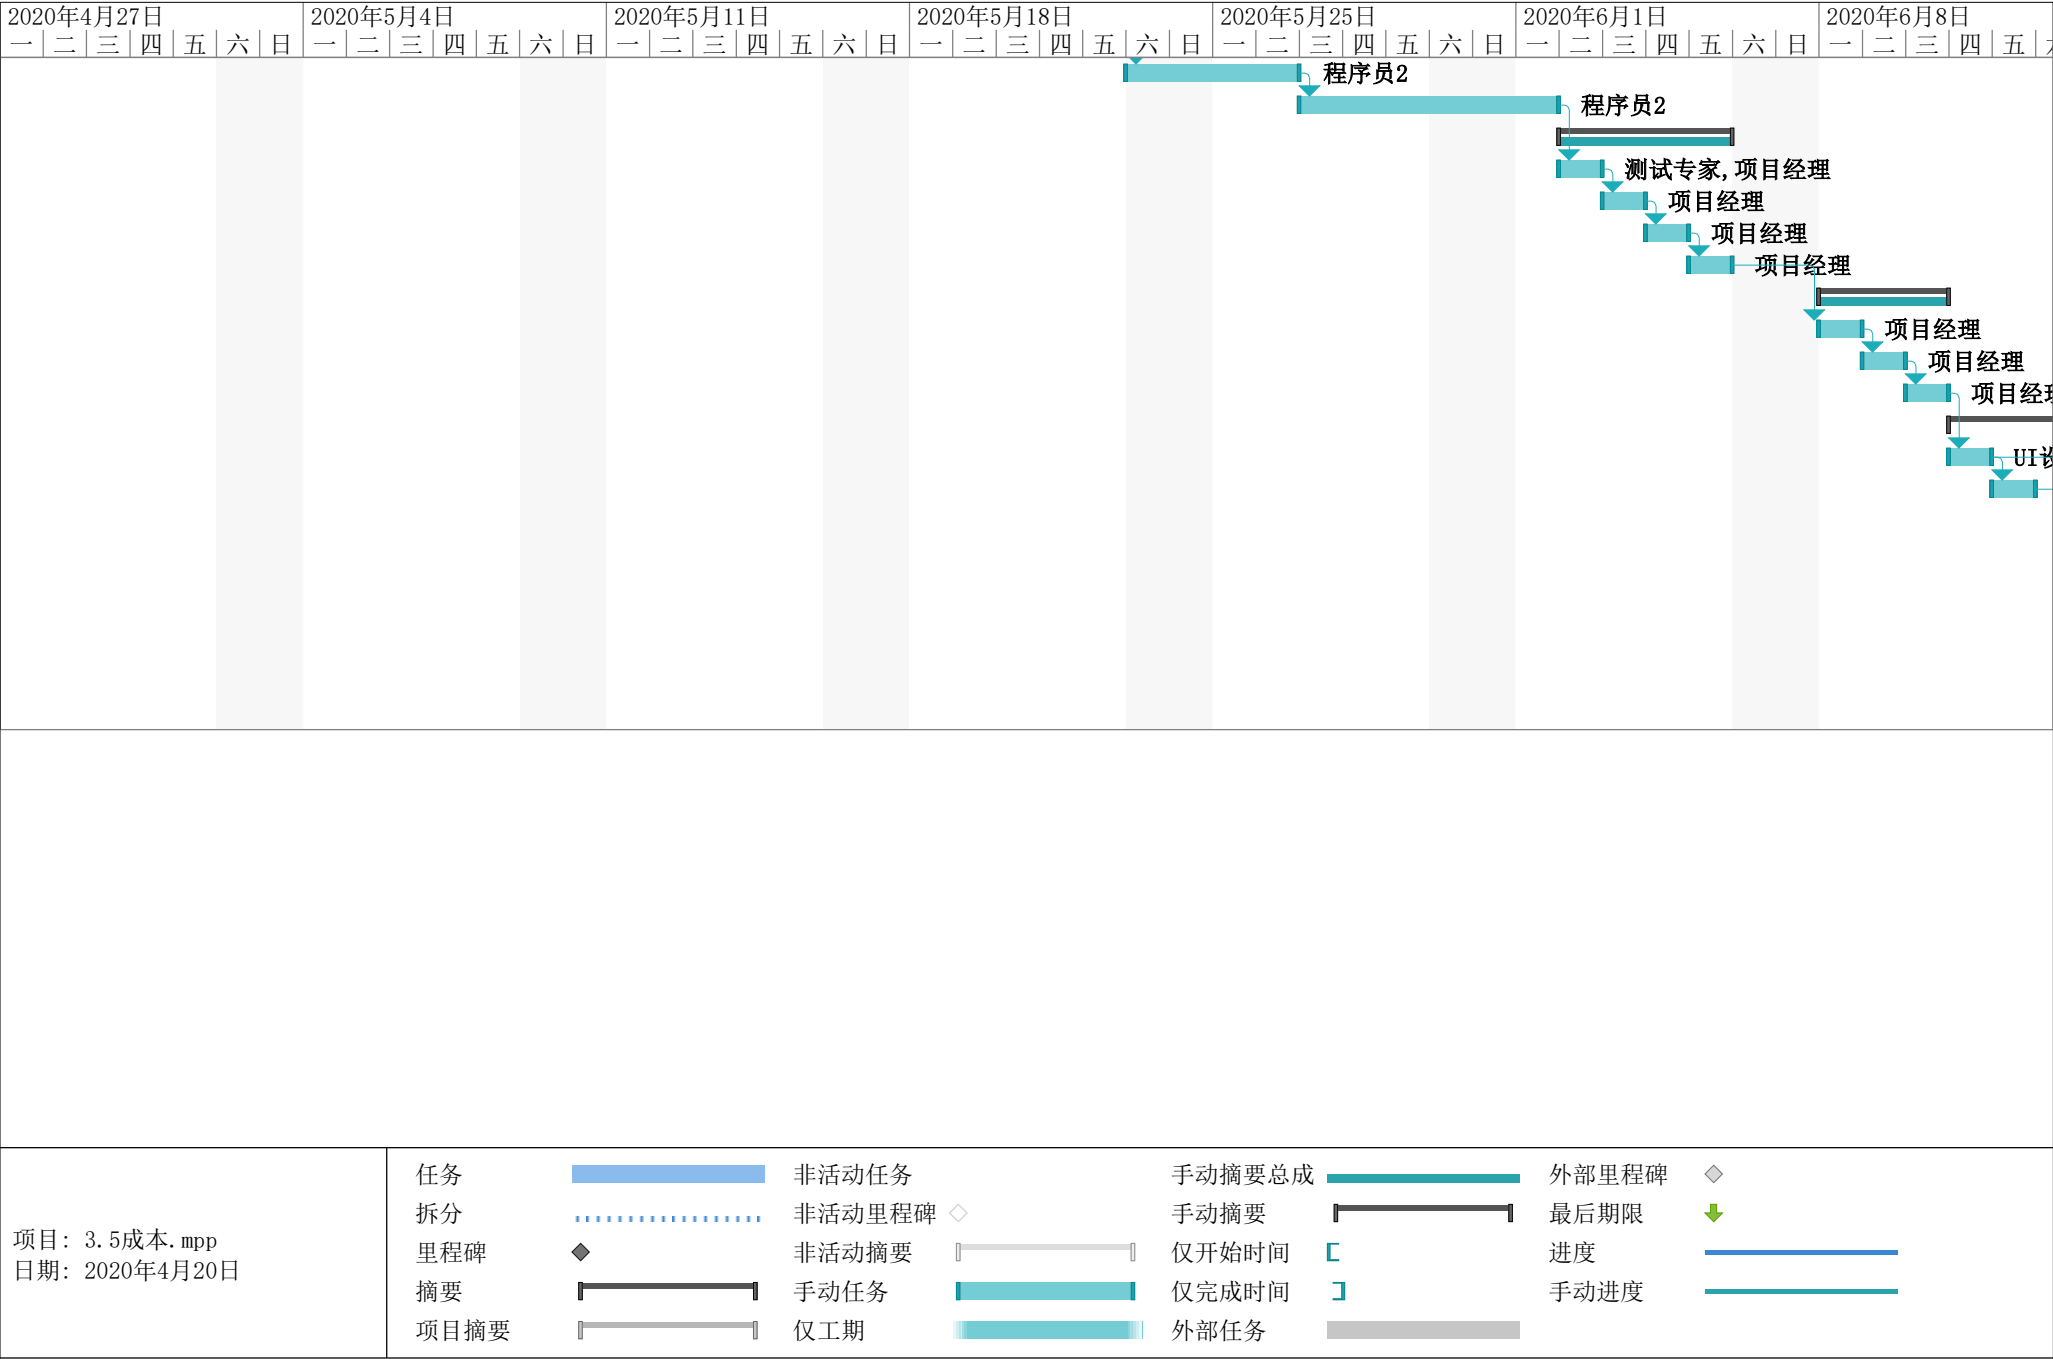 2020年4月27日 2020年5月4日 2020年5月11日 2020年5月18日 2020年5月25日 2020年6月1日 2020年6月8日
一 二 三 四 五 六 日 一 二 三 四 五 六 日 一 二 三 四 五 六 日 一 二 三 四 五 六 日 一 二 三 四 五 六 日 一 二 三 四 五 六 日 一 二 三 四 五
程序员2
程序员2
测试专家,项目经理
项目经理
项目经理
项目经理
项目经理
项目经理
项目经理
UI设
项目: 3.5成本.mpp
日期: 2020年4月20日
任务
拆分
里程碑
摘要
项目摘要
非活动任务
非活动里程碑
非活动摘要
手动任务
仅工期
手动摘要总成
手动摘要
仅开始时间
仅完成时间
外部任务
外部里程碑
最后期限
进度
手动进度